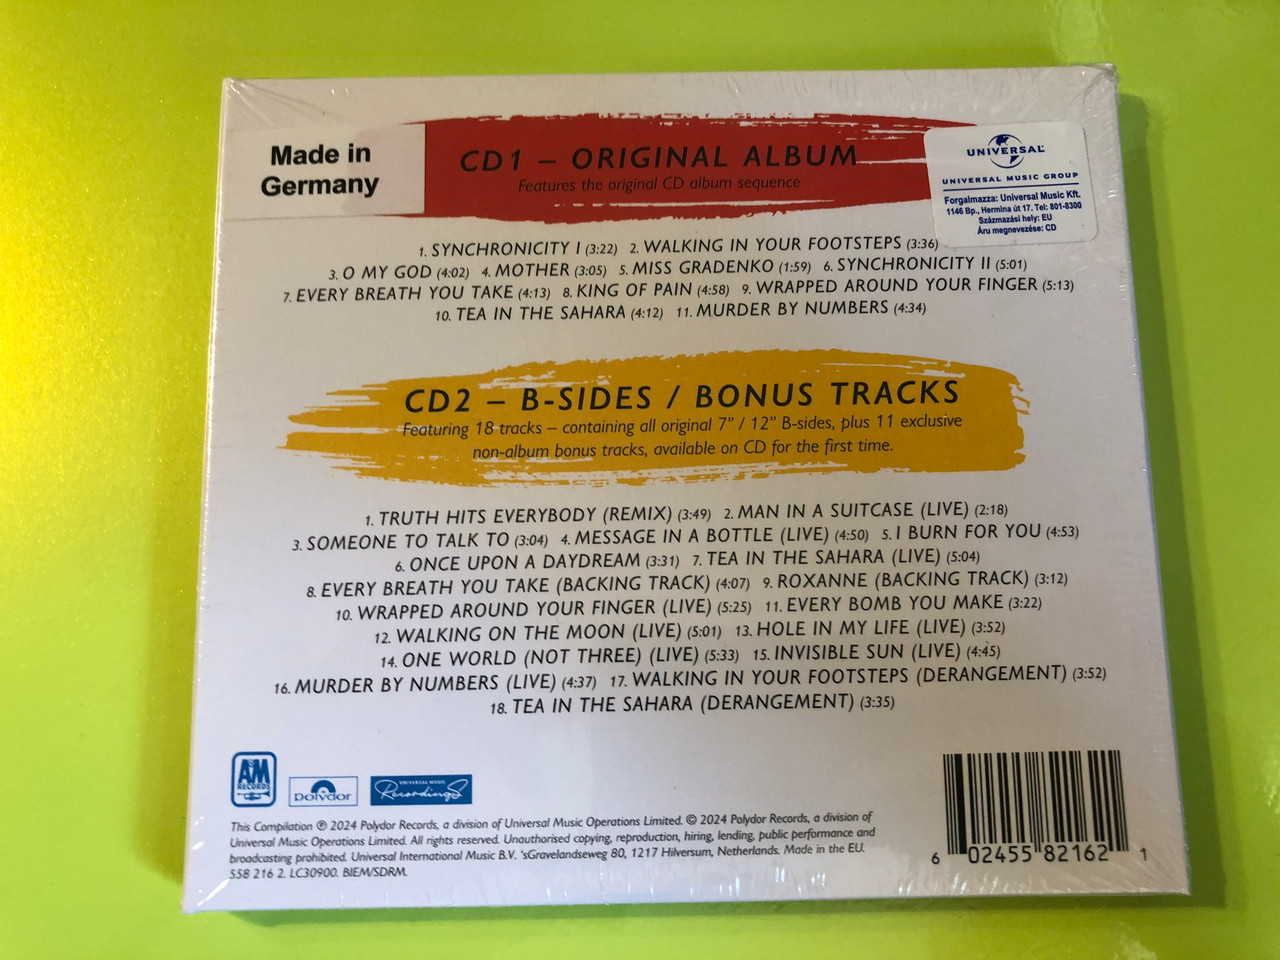 Made in
Germany
CD1 – ORIGINAL ALBUM
Features the original CD album sequence
UNIVERSAL
UNIVERSAL MUSIC GROUP
Forgalmazza: Universal Music Kft.
1146 Bp., Hermina út 17. Tel: 801-8300
Származási hely: EU
Áru megnevezése: CD
1. SYNCHRONICITY I (3:22) 2. WALKING IN YOUR FOOTSTEPS (3:36)
3. O MY GOD (4:02) 4. MOTHER (3:05) 5. MISS GRADENKO (1:59) 6. SYNCHRONICITY II (5:01)
7. EVERY BREATH YOU TAKE (4:13) 8. KING OF PAIN (4:58) 9. WRAPPED AROUND YOUR FINGER (5:13)
10. TEA IN THE SAHARA (4:12) 11. MURDER BY NUMBERS (4:34)
CD2 – B-SIDES / BONUS TRACKS
Featuring 18 tracks – containing all original 7” / 12” B-sides, plus 11 exclusive
non-album bonus tracks, available on CD for the first time.
1. TRUTH HITS EVERYBODY (REMIX) (3:49) 2. MAN IN A SUITCASE (LIVE) (2:18)
3. SOMEONE TO TALK TO (3:04) 4. MESSAGE IN A BOTTLE (LIVE) (4:50) 5. I BURN FOR YOU (4:53)
6. ONCE UPON A DAYDREAM (3:31) 7. TEA IN THE SAHARA (LIVE) (5:04)
8. EVERY BREATH YOU TAKE (BACKING TRACK) (4:07) 9. ROXANNE (BACKING TRACK) (3:12)
10. WRAPPED AROUND YOUR FINGER (LIVE) (5:25) 11. EVERY BOMB YOU MAKE (3:22)
12. WALKING ON THE MOON (LIVE) (5:01) 13. HOLE IN MY LIFE (LIVE) (3:52)
14. ONE WORLD (NOT THREE) (LIVE) (5:33) 15. INVISIBLE SUN (LIVE) (4:45)
16. MURDER BY NUMBERS (LIVE) (4:37) 17. WALKING IN YOUR FOOTSTEPS (DERANGEMENT) (3:52)
18. TEA IN THE SAHARA (DERANGEMENT) (3:35)
A&M
RECORDS
polydor
UNIVERSAL MUSIC
Recordings
This Compilation ℗ 2024 Polydor Records, a division of Universal Music Operations Limited. © 2024 Polydor Records, a division of
Universal Music Operations Limited. All rights reserved. Unauthorised copying, reproduction, hiring, lending, public performance and
broadcasting prohibited. Universal International Music B.V. 'sGravelandseweg 80, 1217 Hilversum, Netherlands. Made in the EU.
558 216 2. LC30900. BIEM/SDRM.
6 02455 82162 1